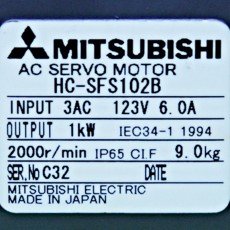 MITSUBISHI
AC SERVO MOTOR
HC-SFS102B
INPUT 3AC 123V 6.0A
OUTPUT 1kW IEC34-1 1994
2000r/min IP65 CI.F 9.0kg
SER.No C32 DATE
MITSUBISHI ELECTRIC
MADE IN JAPAN